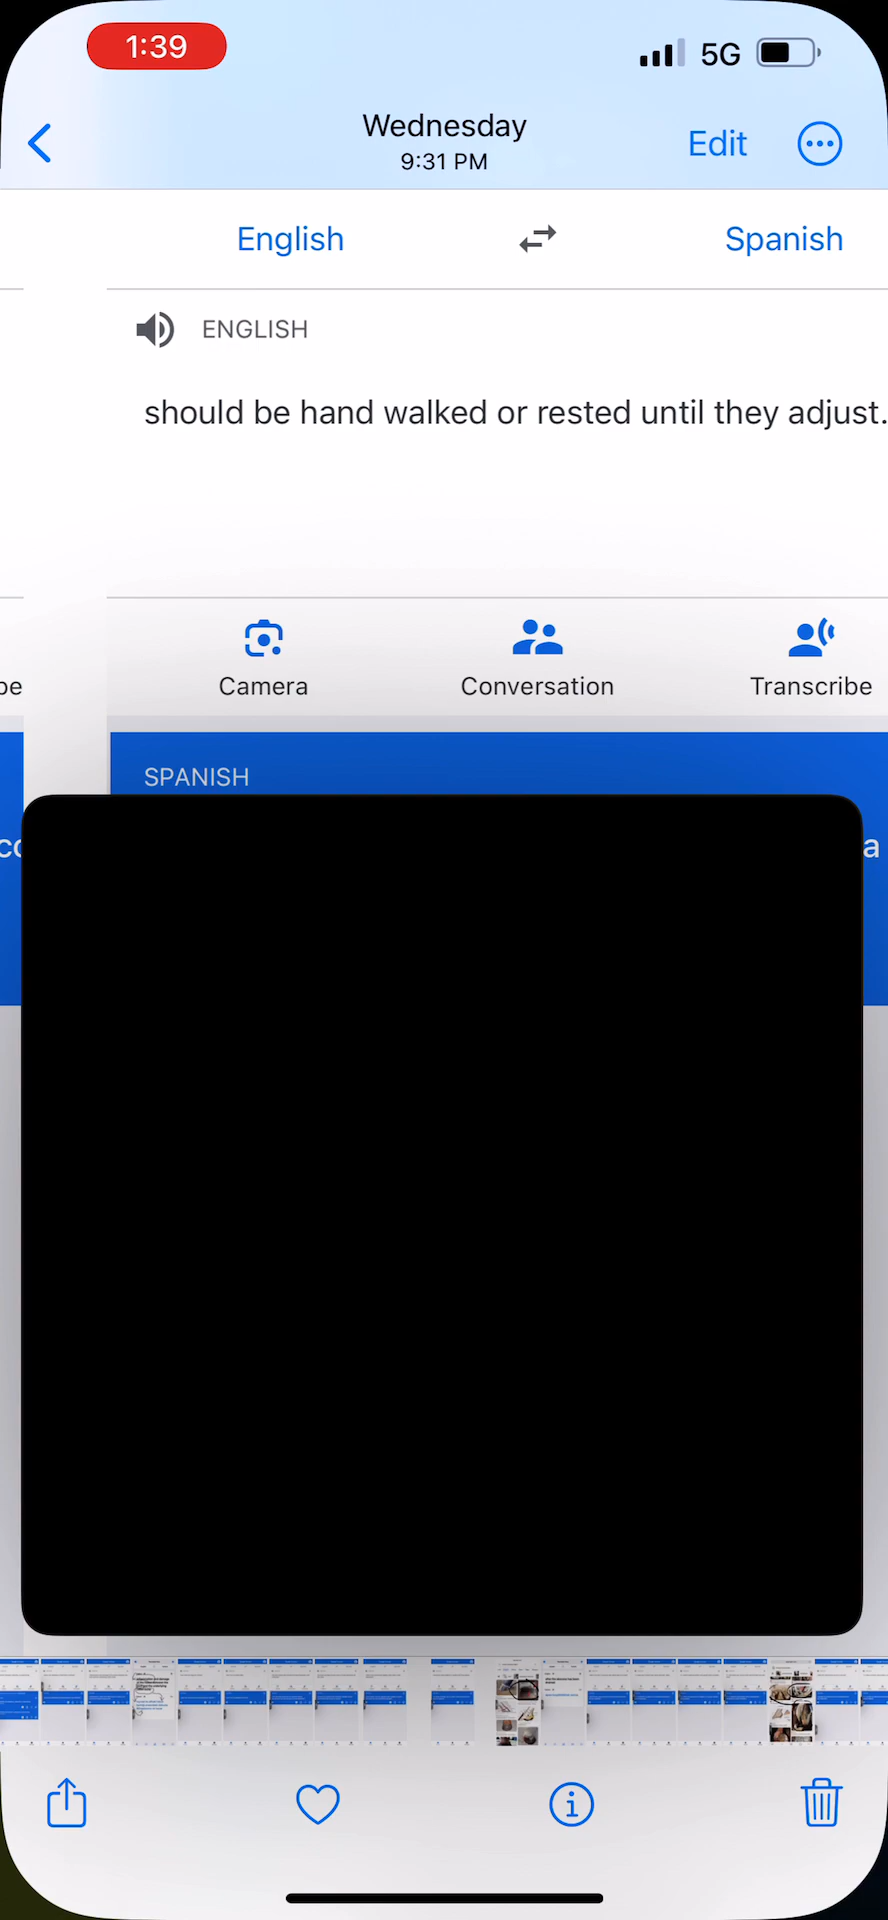 1:39
5G
Wednesday
9:31 PM
Edit
English
Spanish
ENGLISH
should be hand walked or rested until they adjust.
Camera
Conversation
Transcribe
SPANISH
a